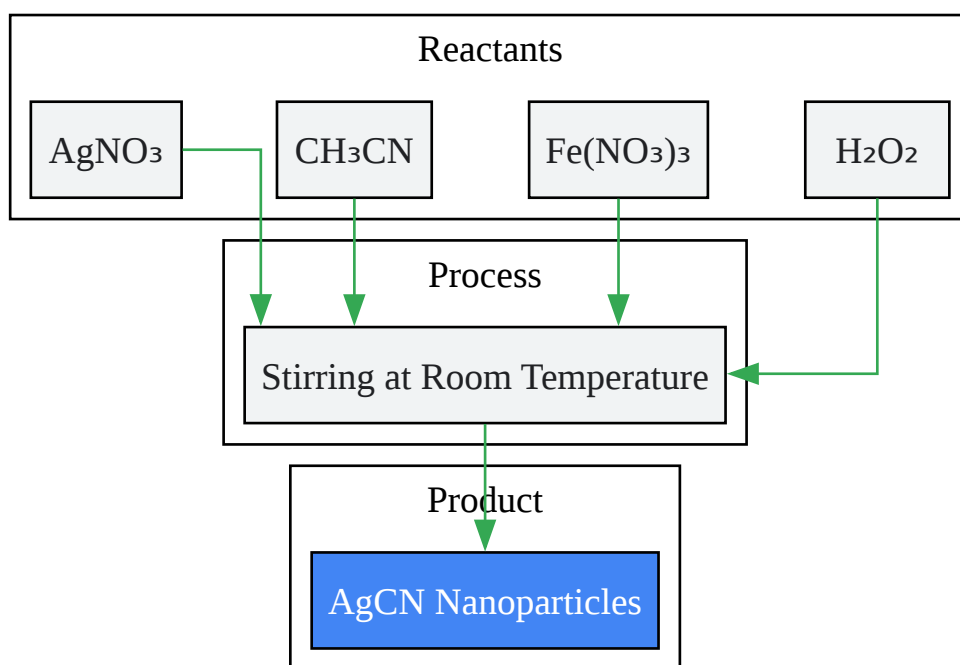 Reactants
AgNO₃
CH₃CN
Fe(NO₃)₃
H₂O₂
Process
Stirring at Room Temperature
Product
AgCN Nanoparticles